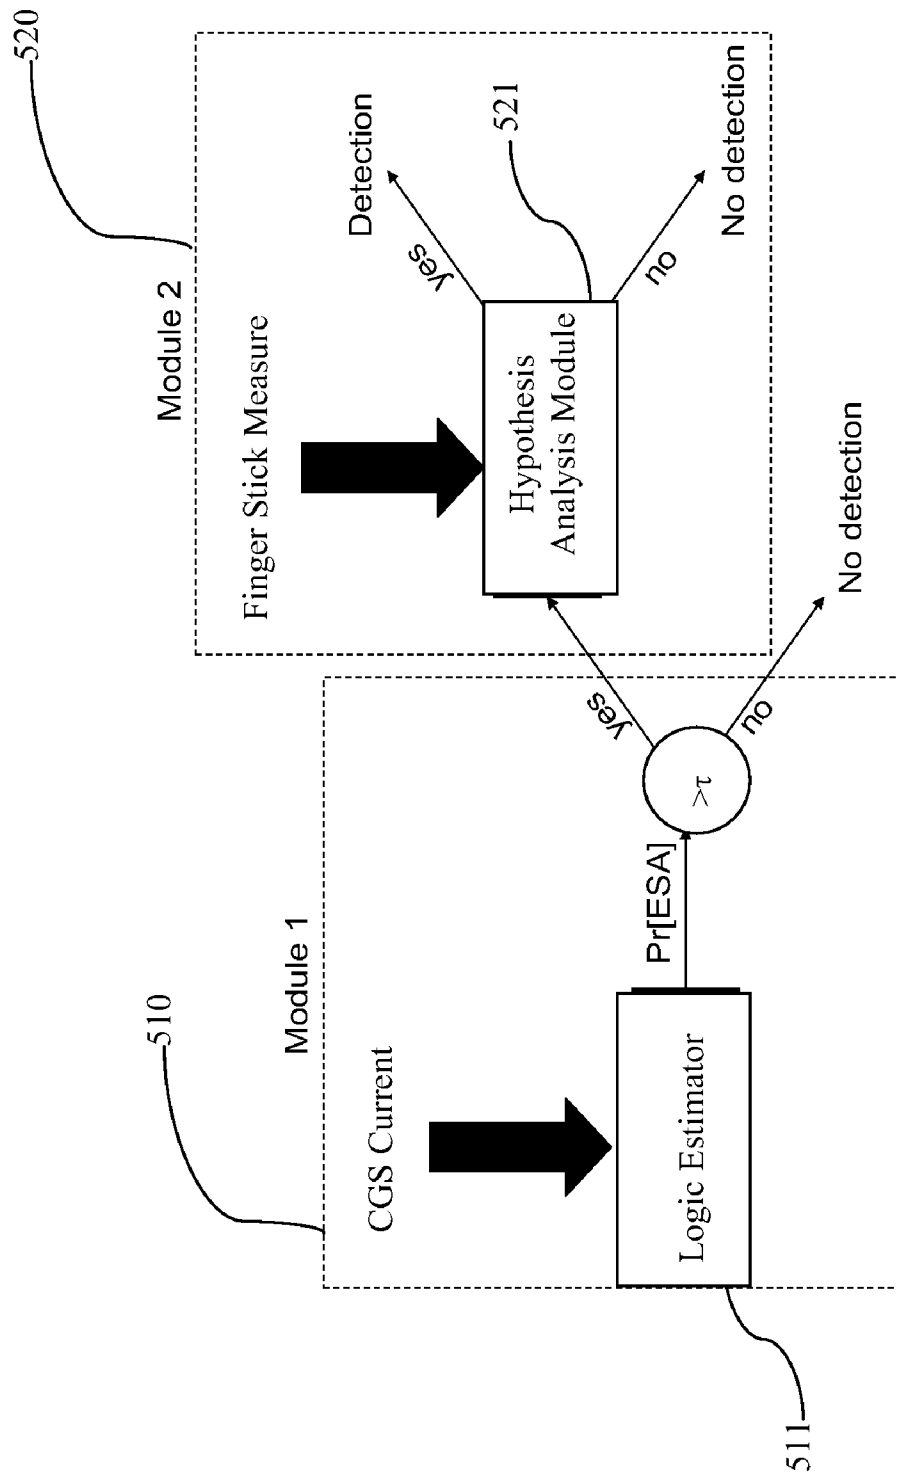 520
Module 2
Finger Stick Measure
Detection
yes
Hypothesis
Analysis Module
521
no
No detection
510
Module 1
CGS Current
Logic Estimator
511
Pr[ESA]
>τ
yes
no
No detection